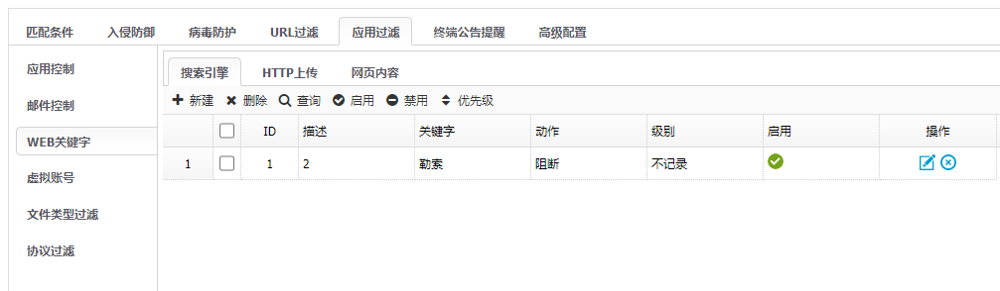 匹配条件 入侵防御 病毒防护 URL过滤 应用过滤 终端公告提醒 高级配置
应用控制
邮件控制
WEB关键字
虚拟账号
文件类型过滤
协议过滤
搜索引擎 HTTP上传 网页内容
新建 删除 查询 启用 禁用 优先级
ID 描述 关键字 动作 级别 启用 操作
1 1 2 勒索 阻断 不记录